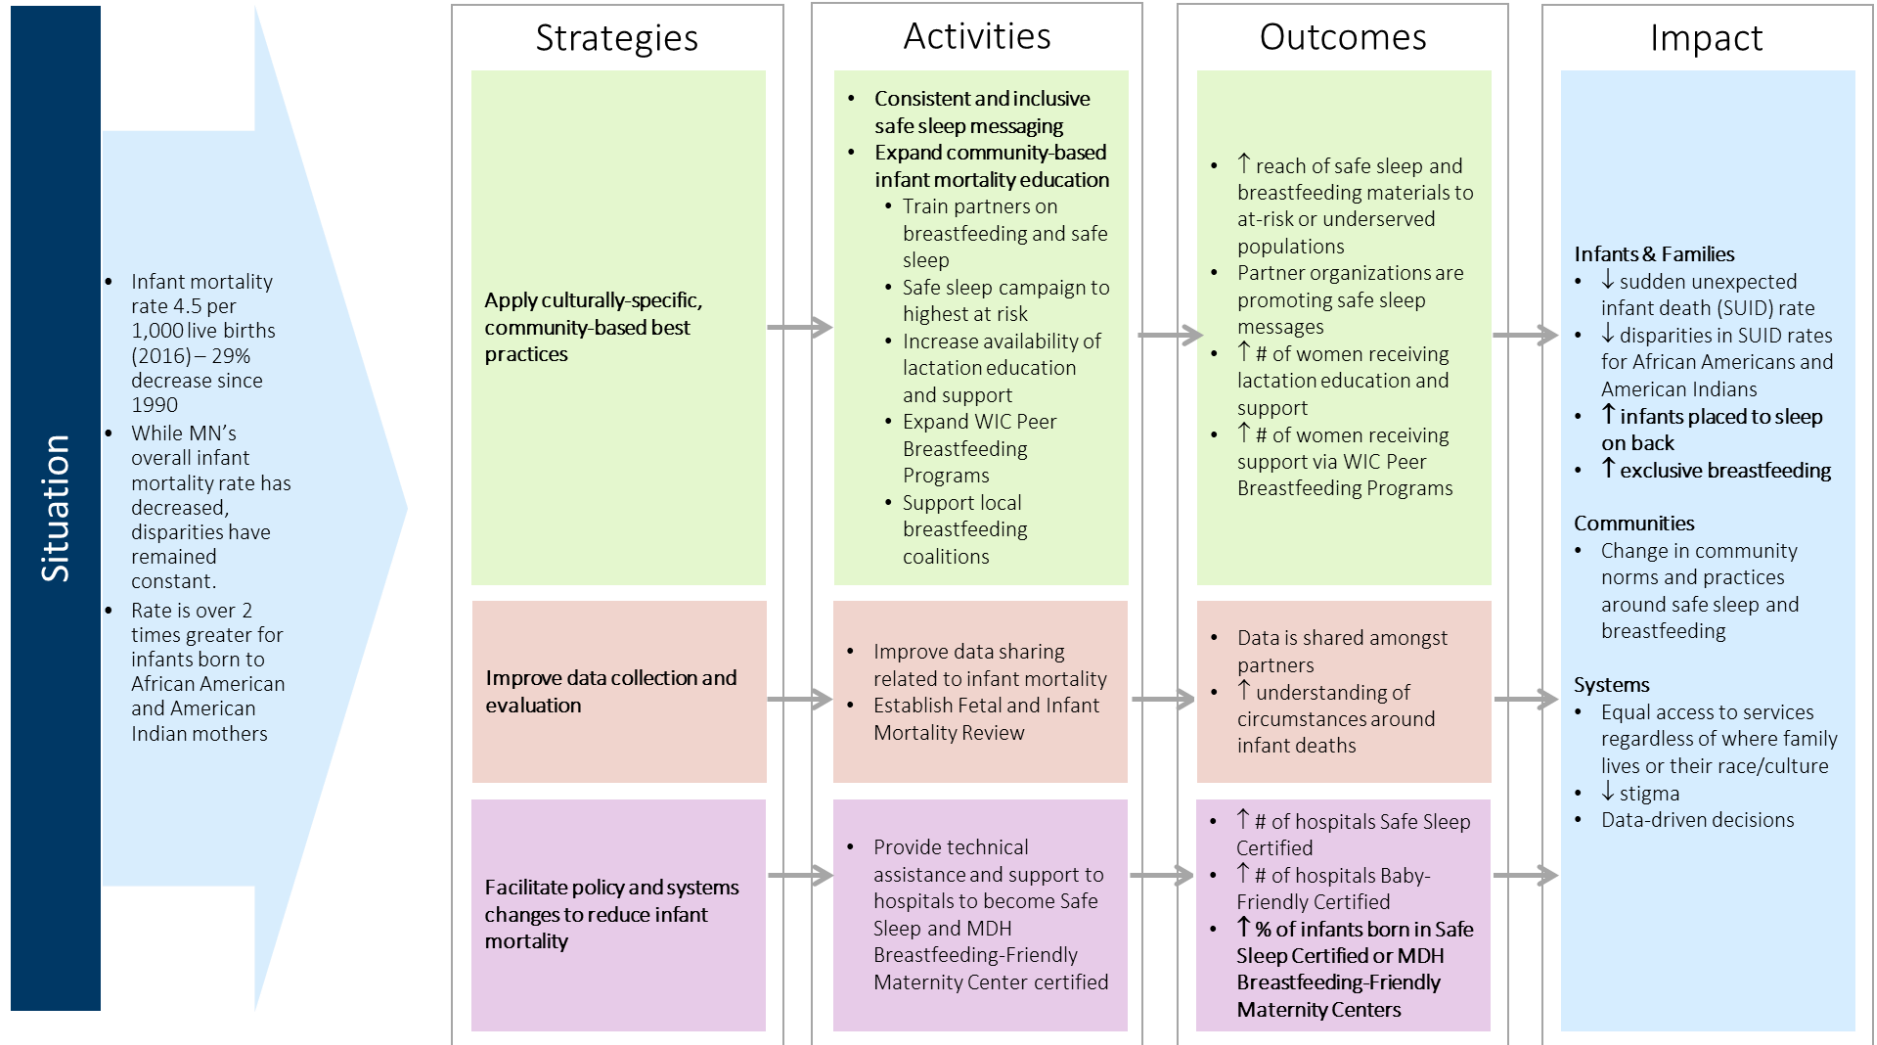 Situation
• Infant mortality
rate 4.5 per
1,000 live births
(2016) – 29%
decrease since
1990
• While MN's
overall infant
mortality rate has
decreased,
disparities have
remained
constant.
• Rate is over 2
times greater for
infants born to
African American
and American
Indian mothers
Strategies
Apply culturally-specific,
community-based best
practices
Improve data collection and
evaluation
Facilitate policy and systems
changes to reduce infant
mortality
Activities
• Consistent and inclusive
safe sleep messaging
• Expand community-based
infant mortality education
• Train partners on
breastfeeding and safe
sleep
• Safe sleep campaign to
highest at risk
• Increase availability of
lactation education
and support
• Expand WIC Peer
Breastfeeding
Programs
• Support local
breastfeeding
coalitions
• Improve data sharing
related to infant mortality
• Establish Fetal and Infant
Mortality Review
• Provide technical
assistance and support to
hospitals to become Safe
Sleep and MDH
Breastfeeding-Friendly
Maternity Center certified
Outcomes
• ↑ reach of safe sleep and
breastfeeding materials to
at-risk or underserved
populations
• Partner organizations are
promoting safe sleep
messages
• ↑ # of women receiving
lactation education and
support
• ↑ # of women receiving
support via WIC Peer
Breastfeeding Programs
• Data is shared amongst
partners
• ↑ understanding of
circumstances around
infant deaths
• ↑ # of hospitals Safe Sleep
Certified
• ↑ # of hospitals Baby-
Friendly Certified
• ↑ % of infants born in Safe
Sleep Certified or MDH
Breastfeeding-Friendly
Maternity Centers
Impact
Infants & Families
• ↓ sudden unexpected
infant death (SUID) rate
• ↓ disparities in SUID rates
for African Americans and
American Indians
• ↑ infants placed to sleep
on back
• ↑ exclusive breastfeeding
Communities
• Change in community
norms and practices
around safe sleep and
breastfeeding
Systems
• Equal access to services
regardless of where family
lives or their race/culture
• ↓ stigma
• Data-driven decisions